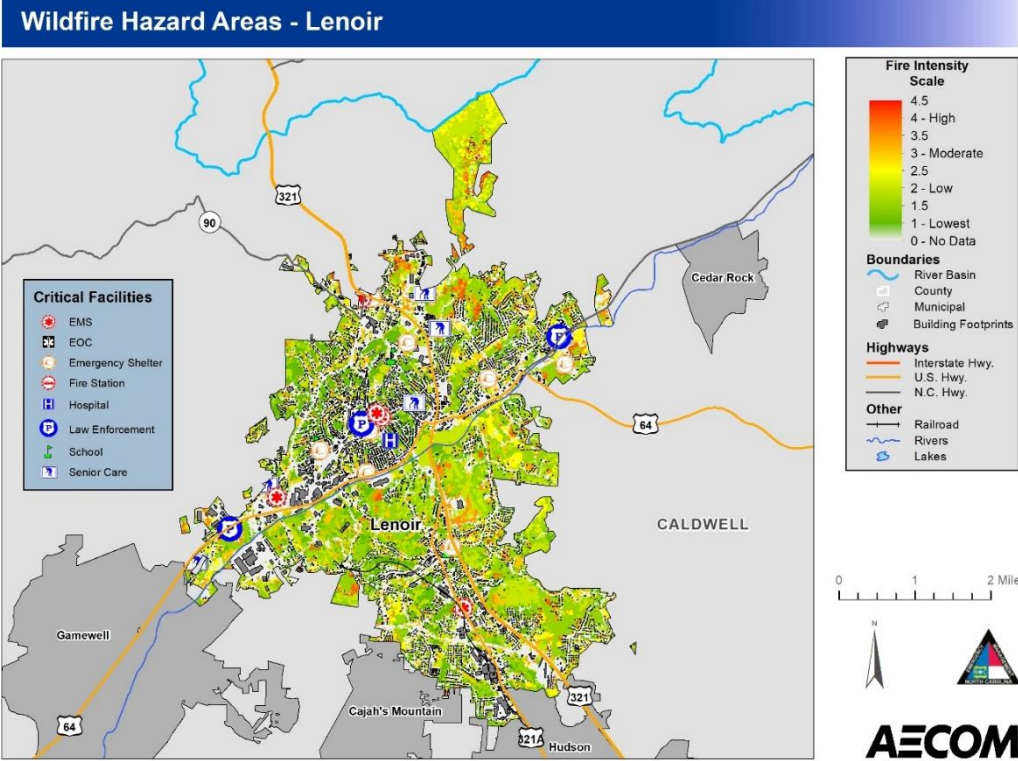 Wildfire Hazard Areas - Lenoir
321
90
Cedar Rock
64
Lenoir
CALDWELL
Gamewell
64
Cajah's Mountain
321
321A
Hudson
Critical Facilities
EMS
EOC
Emergency Shelter
Fire Station
H Hospital
P Law Enforcement
School
Senior Care
P
P
H
P
Fire Intensity
Scale
4.5
4 - High
3.5
3 - Moderate
2.5
2 - Low
1.5
1 - Lowest
0 - No Data
Boundaries
River Basin
County
Municipal
Building Footprints
Highways
Interstate Hwy.
U.S. Hwy.
N.C. Hwy.
Other
Railroad
Rivers
Lakes
0 1 2 Mile
N
NORTH CAROLINA
AECOM